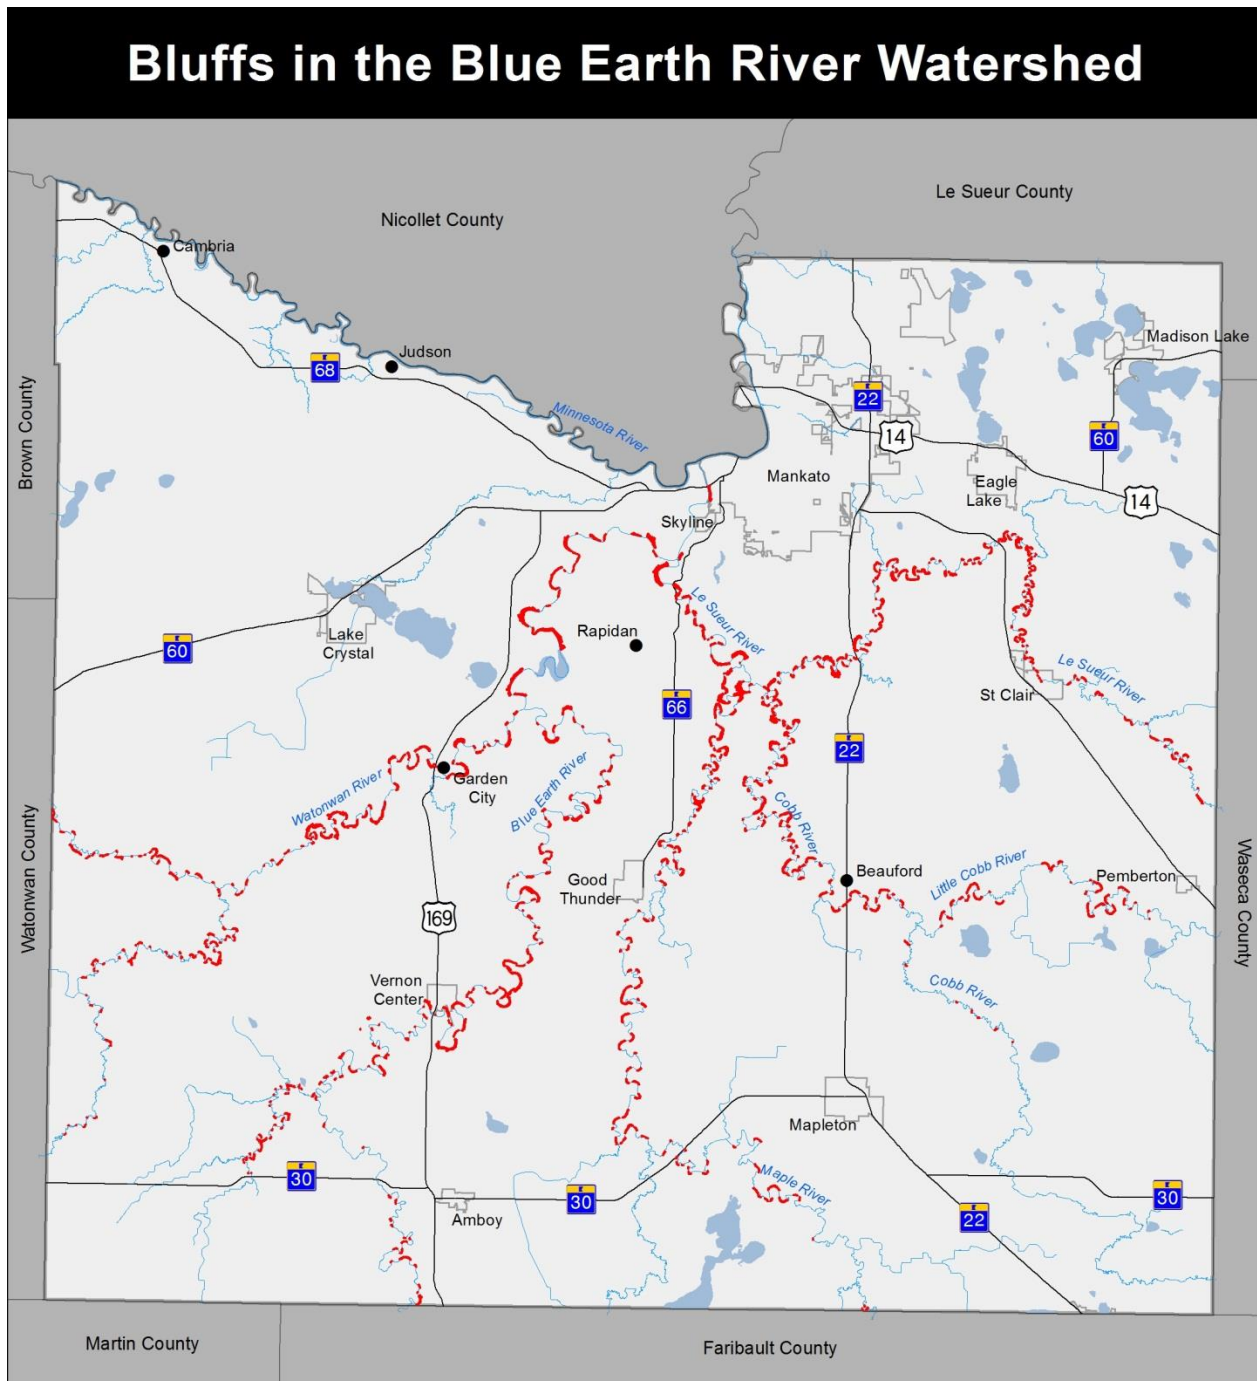 Bluffs in the Blue Earth River Watershed
Le Sueur County
Nicollet County
Cambria
Madison Lake
Judson
68
22
Minnesota River
14
60
Brown County
Mankato
Eagle
Lake
14
Skyline
Le Sueur River
Rapidan
Lake
Crystal
60
Le Sueur River
St Clair
66
22
Garden
City
Watonwan River
Blue Earth River
Cobb River
Watonwan County
Good
Thunder
Beauford
Little Cobb River
Pemberton
Waseca County
169
Vernon
Center
Cobb River
Mapleton
30
Maple River
30
30
Amboy
22
Martin County
Faribault County